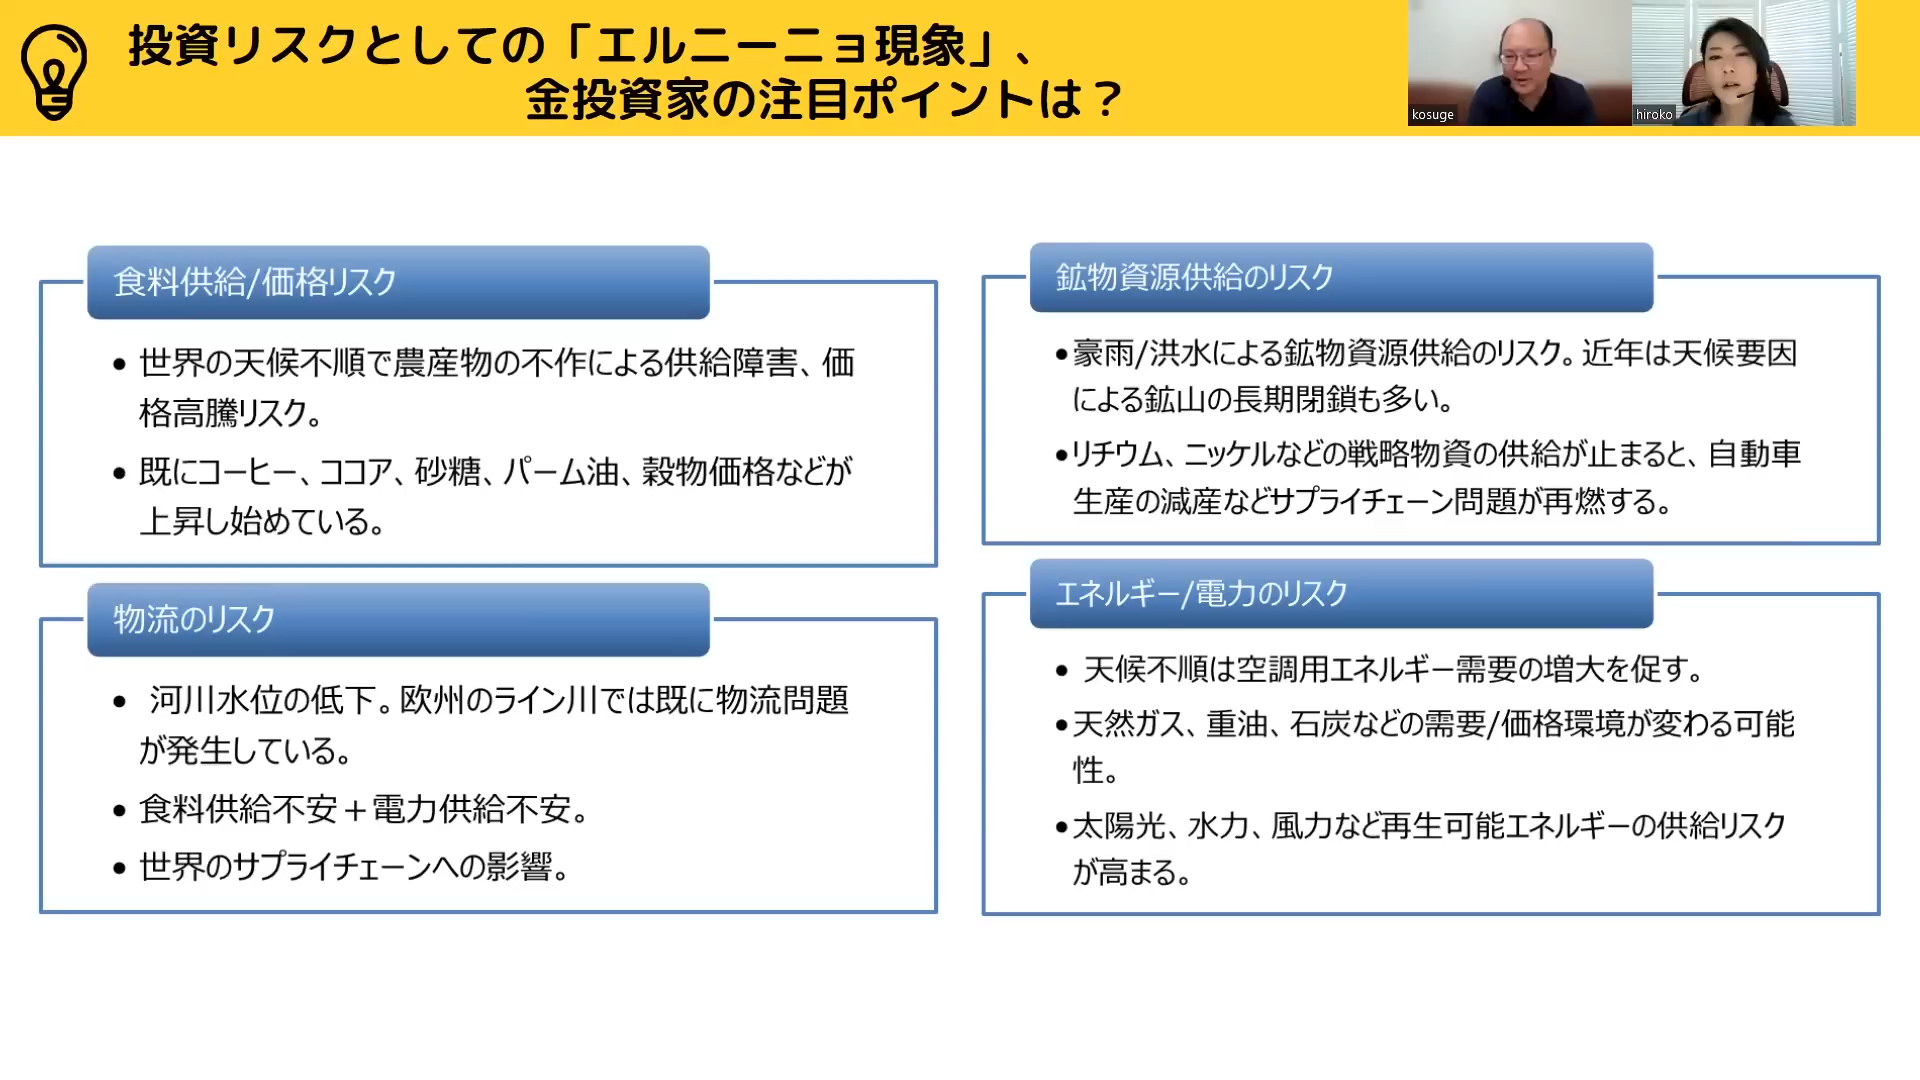 投資リスクとしての「エルニーニョ現象」、
金投資家の注目ポイントは？
kosuge
hiroko
食料供給/価格リスク
• 世界の天候不順で農産物の不作による供給障害、価
格高騰リスク。
• 既にコーヒー、ココア、砂糖、パーム油、穀物価格などが
上昇し始めている。
物流のリスク
• 河川水位の低下。欧州のライン川では既に物流問題
が発生している。
• 食料供給不安＋電力供給不安。
• 世界のサプライチェーンへの影響。
鉱物資源供給のリスク
•豪雨/洪水による鉱物資源供給のリスク。近年は天候要因
による鉱山の長期閉鎖も多い。
•リチウム、ニッケルなどの戦略物資の供給が止まると、自動車
生産の減産などサプライチェーン問題が再燃する。
エネルギー/電力のリスク
• 天候不順は空調用エネルギー需要の増大を促す。
•天然ガス、重油、石炭などの需要/価格環境が変わる可能
性。
•太陽光、水力、風力など再生可能エネルギーの供給リスク
が高まる。